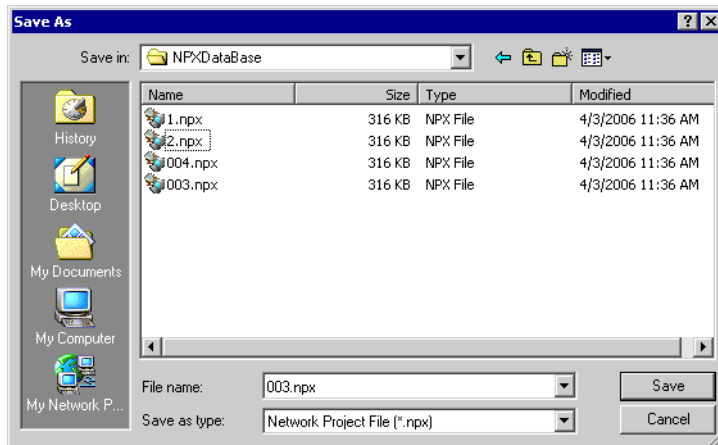 Save As
Save in: NPXDataBase
Name Size Type Modified
1.npx 316 KB NPX File 4/3/2006 11:36 AM
2.npx 316 KB NPX File 4/3/2006 11:36 AM
004.npx 316 KB NPX File 4/3/2006 11:36 AM
003.npx 316 KB NPX File 4/3/2006 11:36 AM
History
Desktop
My Documents
My Computer
My Network P...
File name: 003.npx Save
Save as type: Network Project File (*.npx) Cancel